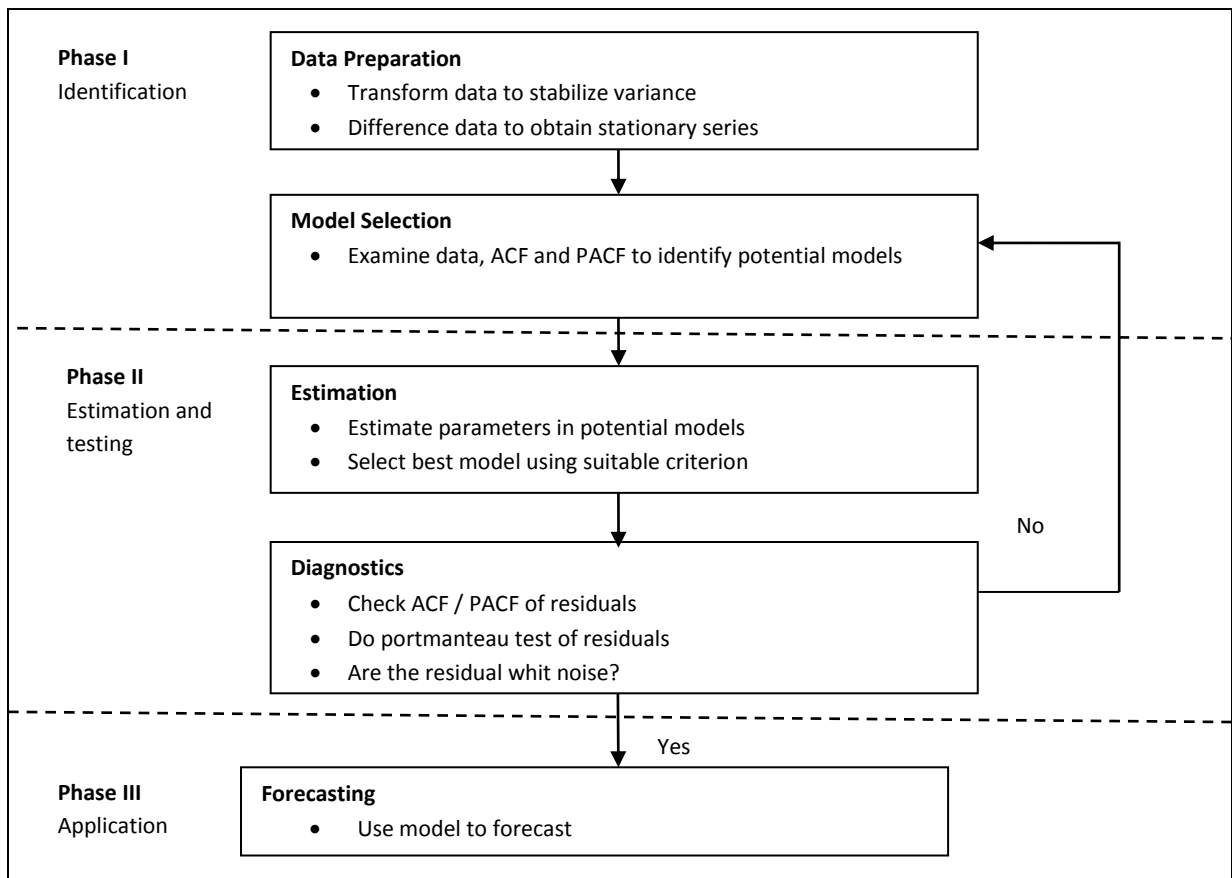 Phase I
Identification
Data Preparation
• Transform data to stabilize variance
• Difference data to obtain stationary series
Model Selection
• Examine data, ACF and PACF to identify potential models
Phase II
Estimation and
testing
Estimation
• Estimate parameters in potential models
• Select best model using suitable criterion
No
Diagnostics
• Check ACF / PACF of residuals
• Do portmanteau test of residuals
• Are the residual whit noise?
Yes
Phase III
Application
Forecasting
• Use model to forecast